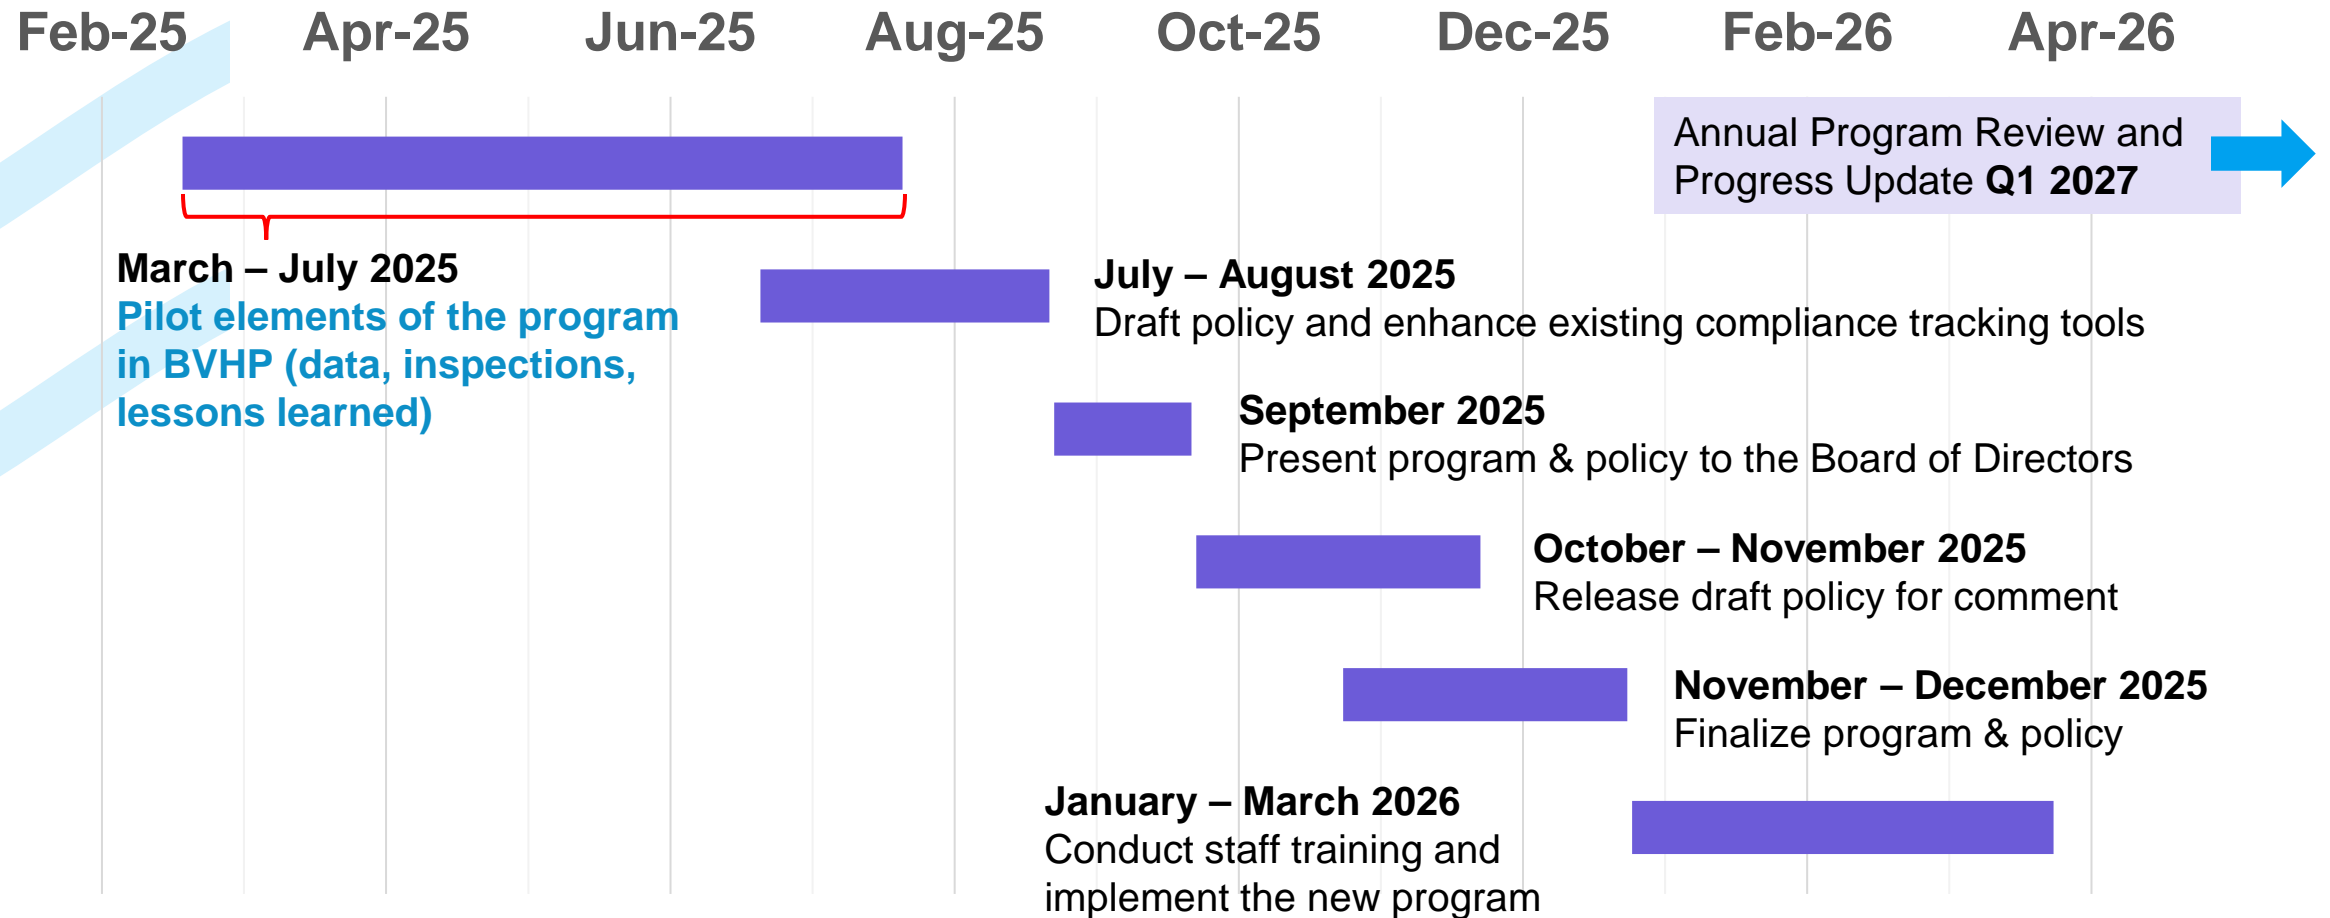 Feb-25 Apr-25 Jun-25 Aug-25 Oct-25 Dec-25 Feb-26 Apr-26
Annual Program Review and
Progress Update Q1 2027
March – July 2025
Pilot elements of the program
in BVHP (data, inspections,
lessons learned)
July – August 2025
Draft policy and enhance existing compliance tracking tools
September 2025
Present program & policy to the Board of Directors
October – November 2025
Release draft policy for comment
November – December 2025
Finalize program & policy
January – March 2026
Conduct staff training and
implement the new program